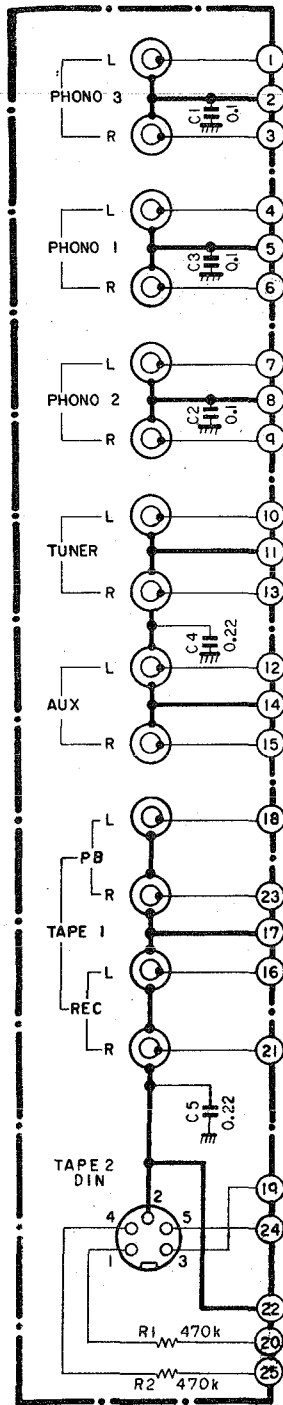 L 1
PHONO 3 2
C1 0.1
R 3
L 4
PHONO 1 5
C3 0.1
R 6
L 7
PHONO 2 8
C2 0.1
R 9
L 10
TUNER 11
R 13
C4 0.22
L 12
AUX 14
R 15
L 18
PB
R 23
TAPE 1 17
L 16
REC
R 21
C5 0.22
TAPE 2
DIN
19
2
4 5 24
1 3
22
R1 470k 20
R2 470k 25